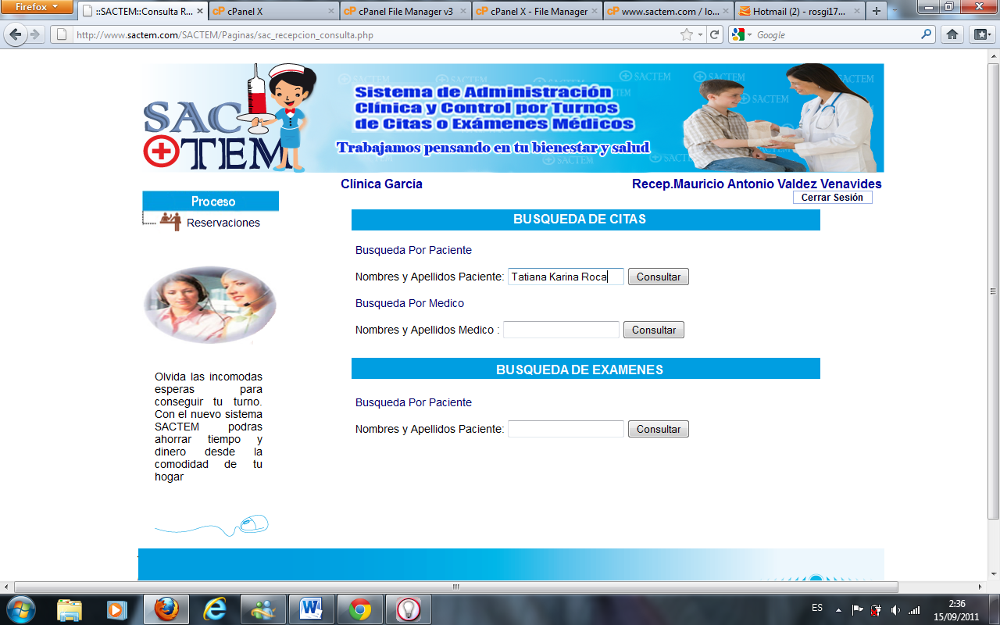 Firefox
::SACTEM::Consulta R...
cPanel X
cPanel File Manager v3
cPanel X - File Manager
www.sactem.com / lo...
Hotmail (2) - rosgi17...
http://www.sactem.com/SACTEM/Paginas/sac_recepcion_consulta.php
Google
SACTEM
Sistema de Administración
Clínica y Control por Turnos
de Citas o Exámenes Médicos
Trabajamos pensando en tu bienestar y salud
Clínica García
Recep.Mauricio Antonio Valdez Venavides
Cerrar Sesión
Proceso
Reservaciones
BUSQUEDA DE CITAS
Busqueda Por Paciente
Nombres y Apellidos Paciente: Tatiana Karina Roca Consultar
Busqueda Por Medico
Nombres y Apellidos Medico : Consultar
BUSQUEDA DE EXAMENES
Busqueda Por Paciente
Nombres y Apellidos Paciente: Consultar
Olvida las incomodas
esperas para
conseguir tu turno.
Con el nuevo sistema
SACTEM podras
ahorrar tiempo y
dinero desde la
comodidad de tu
hogar
ES
2:36
15/09/2011